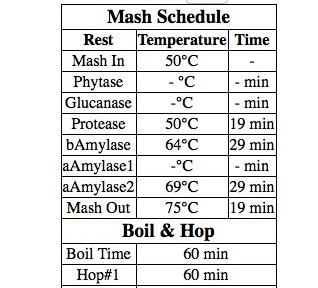 Mash Schedule
Rest Temperature Time
Mash In 50°C -
Phytase - °C - min
Glucanase -°C - min
Protease 50°C 19 min
bAmylase 64°C 29 min
aAmylase1 -°C - min
aAmylase2 69°C 29 min
Mash Out 75°C 19 min
Boil & Hop
Boil Time 60 min
Hop#1 60 min